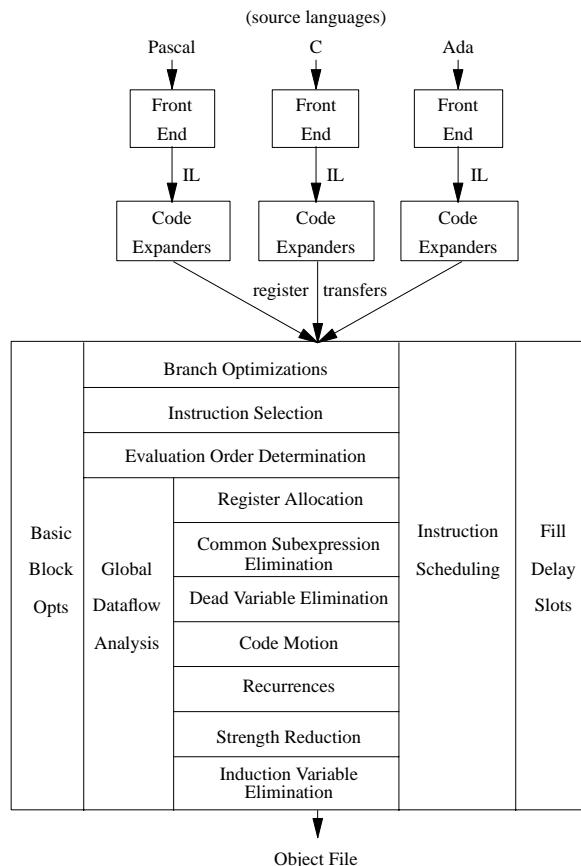 (source languages)
Pascal
C
Ada
Front
End
Front
End
Front
End
IL
IL
IL
Code
Expanders
Code
Expanders
Code
Expanders
register
transfers
Basic
Block
Opts
Branch Optimizations
Instruction Selection
Evaluation Order Determination
Global
Dataflow
Analysis
Register Allocation
Common Subexpression
Elimination
Dead Variable Elimination
Code Motion
Recurrences
Strength Reduction
Induction Variable
Elimination
Instruction
Scheduling
Fill
Delay
Slots
Object File